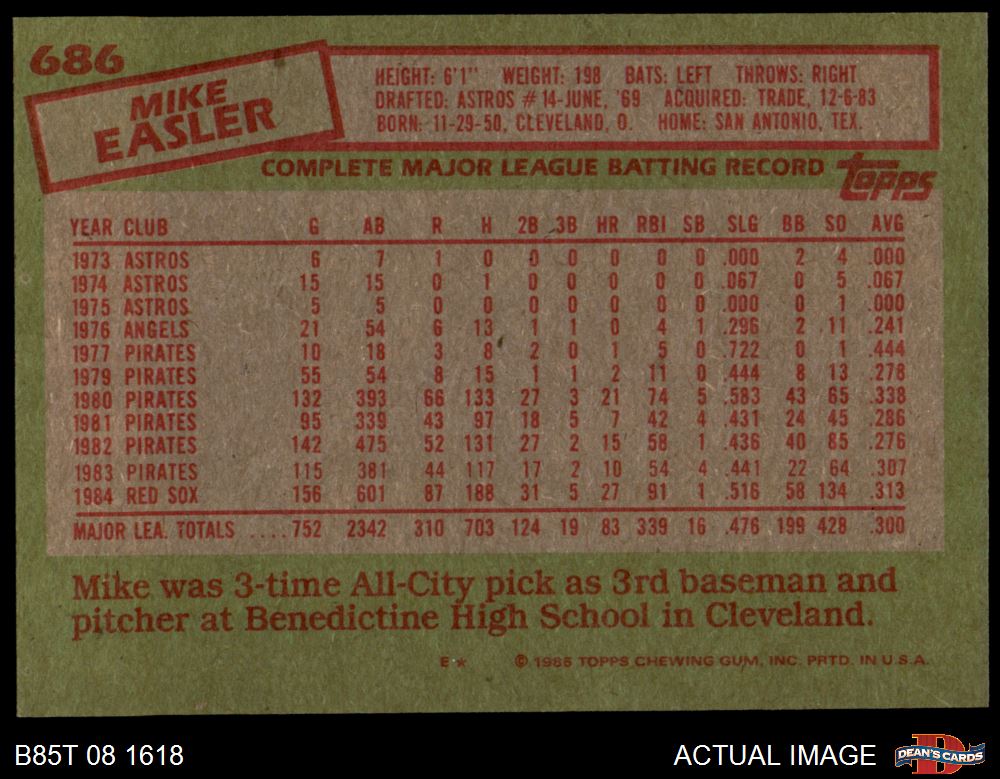 686
MIKE
EASLER
HEIGHT: 6'1" WEIGHT: 198 BATS: LEFT THROWS: RIGHT
DRAFTED: ASTROS #14-JUNE, '69 ACQUIRED: TRADE, 12-6-83
BORN: 11-29-50, CLEVELAND, O. HOME: SAN ANTONIO, TEX.
COMPLETE MAJOR LEAGUE BATTING RECORD
topps
YEAR CLUB G AB R H 2B 3B HR RBI SB SLG BB SO AVG
1973 ASTROS 6 7 1 0 0 0 0 0 0 .000 2 4 .000
1974 ASTROS 15 15 0 1 0 0 0 0 0 .067 0 5 .067
1975 ASTROS 5 5 0 0 0 0 0 0 0 .000 0 1 .000
1976 ANGELS 21 54 6 13 1 1 0 4 1 .296 2 11 .241
1977 PIRATES 10 18 3 8 2 0 1 5 0 .722 0 1 .444
1979 PIRATES 55 54 8 15 1 1 2 11 0 .444 8 13 .278
1980 PIRATES 132 393 66 133 27 3 21 74 5 .583 43 65 .338
1981 PIRATES 95 339 43 97 18 5 7 42 4 .431 24 45 .286
1982 PIRATES 142 475 52 131 27 2 15 58 1 .436 40 85 .276
1983 PIRATES 115 381 44 117 17 2 10 54 4 .441 22 64 .307
1984 RED SOX 156 601 87 188 31 5 27 91 1 .516 58 134 .313
MAJOR LEA. TOTALS ....752 2342 310 703 124 19 83 339 16 .476 199 428 .300
Mike was 3-time All-City pick as 3rd baseman and
pitcher at Benedictine High School in Cleveland.
E* © 1985 TOPPS CHEWING GUM, INC. PRTD. IN U.S.A.
B85T 08 1618 ACTUAL IMAGE DEAN'S CARDS